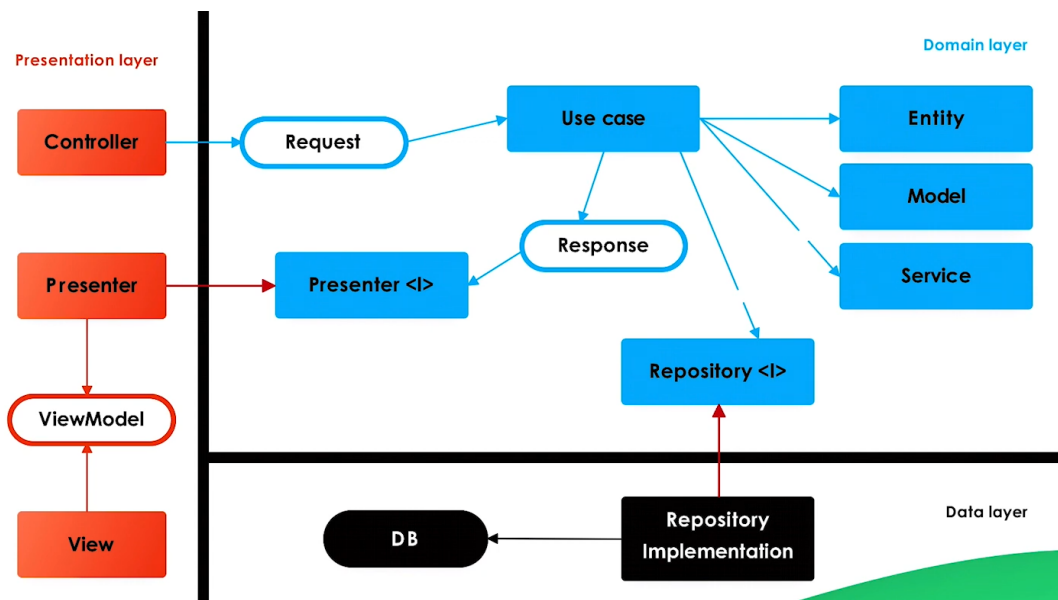 Presentation layer
Domain layer
Controller
Request
Use case
Entity
Model
Response
Service
Presenter
Presenter <I>
Repository <I>
ViewModel
View
DB
Repository
Implementation
Data layer